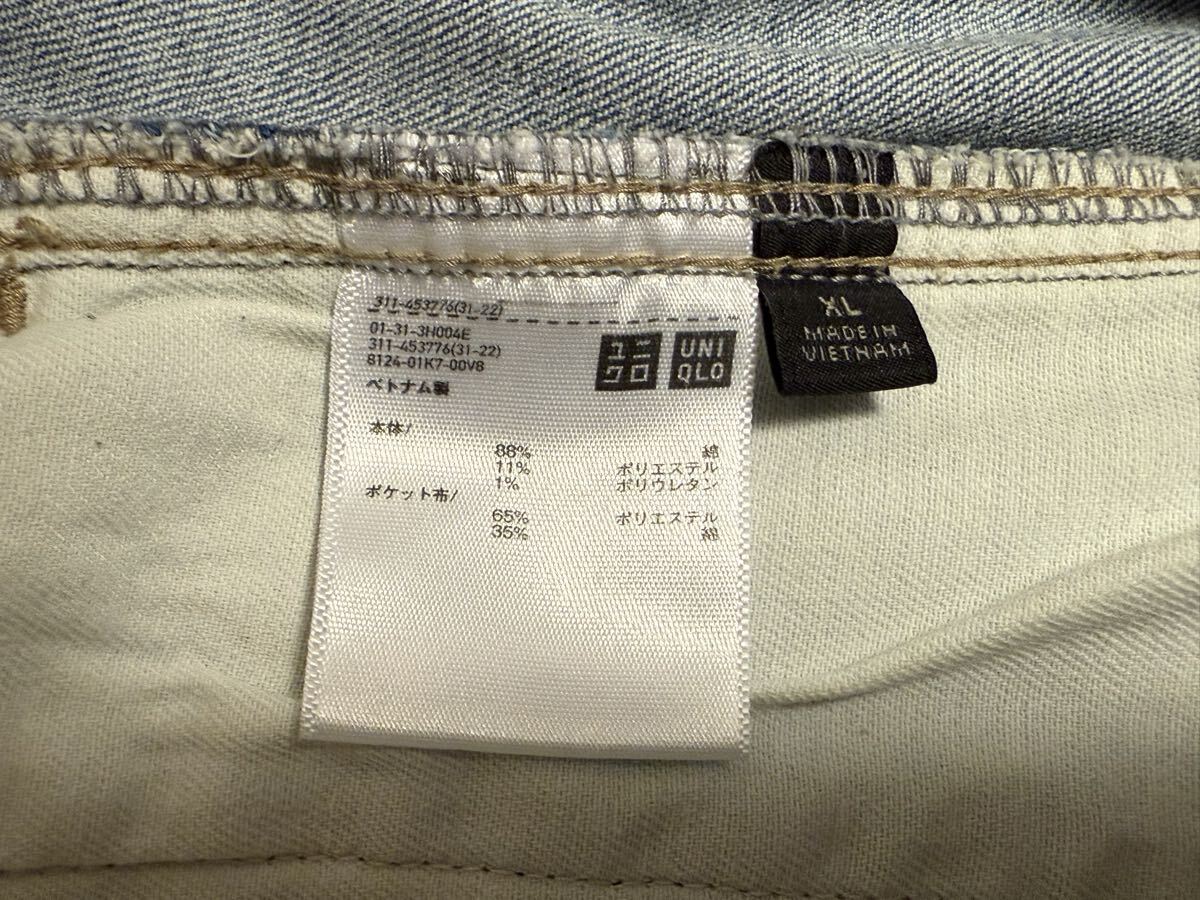 311-453776(31-22)
01-31-3H004E
311-453776(31-22)
8124-01K7-00V8
ベトナム製
ユニ
クロ
UNI
QLO
本体/
88% 綿
11% ポリエステル
1% ポリウレタン
ポケット布/
65% ポリエステル
35% 綿
XL
MADE IN
VIETNAM